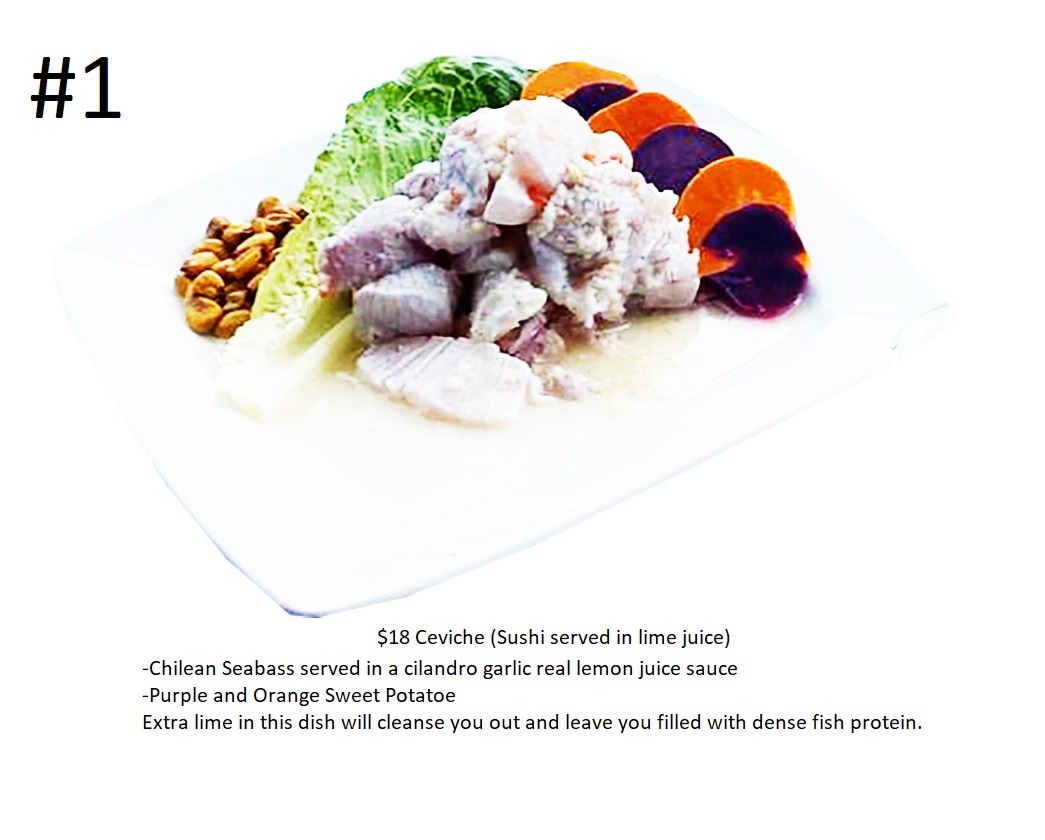 #1
$18 Ceviche (Sushi served in lime juice)
-Chilean Seabass served in a cilandro garlic real lemon juice sauce
-Purple and Orange Sweet Potatoe
Extra lime in this dish will cleanse you out and leave you filled with dense fish protein.